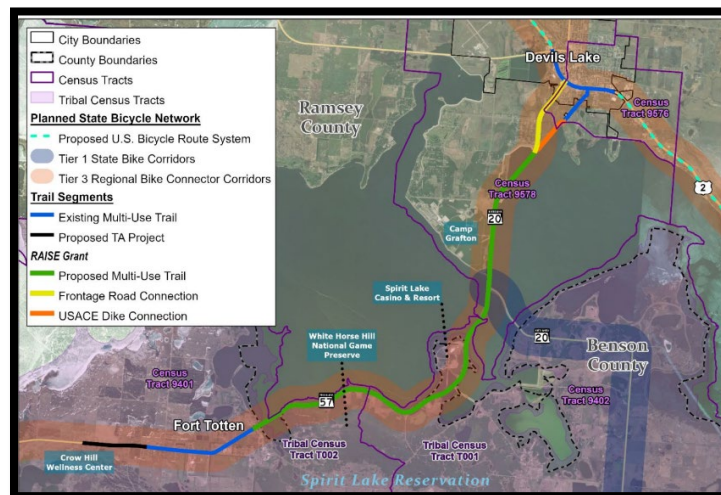 City Boundaries
County Boundaries
Census Tracts
Tribal Census Tracts
Planned State Bicycle Network
Proposed U.S. Bicycle Route System
Tier 1 State Bike Corridors
Tier 3 Regional Bike Connector Corridors
Trail Segments
Existing Multi-Use Trail
Proposed TA Project
RAISE Grant
Proposed Multi-Use Trail
Frontage Road Connection
USACE Dike Connection
Devils Lake
Ramsey
County
Census
Tract 9576
2
Census
Tract 9578
20
Camp
Grafton
Spirit Lake
Casino & Resort
White Horse Hill
National Game
Preserve
20
Benson
County
Census
Tract 9401
57
Census
Tract 9402
Fort Totten
Tribal Census
Tract T002
Tribal Census
Tract T001
Crow Hill
Wellness Center
Spirit Lake Reservation